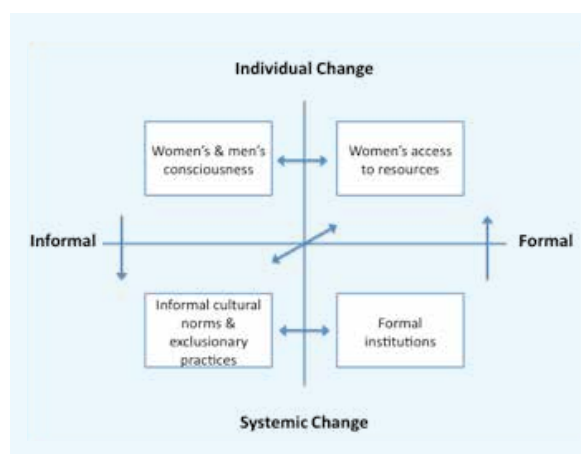 Individual Change
Women's & men's
consciousness
Women's access
to resources
Informal
Formal
Informal cultural
norms &
exclusionary
practices
Formal
institutions
Systemic Change